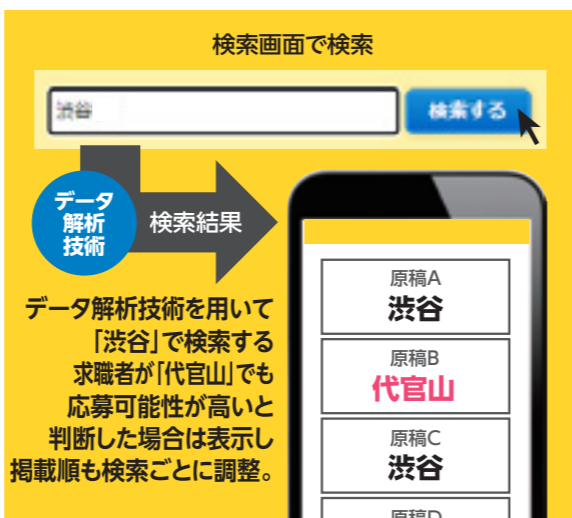 検索画面で検索
渋谷
検索する
データ
解析
技術
検索結果
データ解析技術を用いて
「渋谷」で検索する
求職者が「代官山」でも
応募可能性が高いと
判断した場合は表示し
掲載順も検索ごとに調整。
原稿A
渋谷
原稿B
代官山
原稿C
渋谷
原稿D